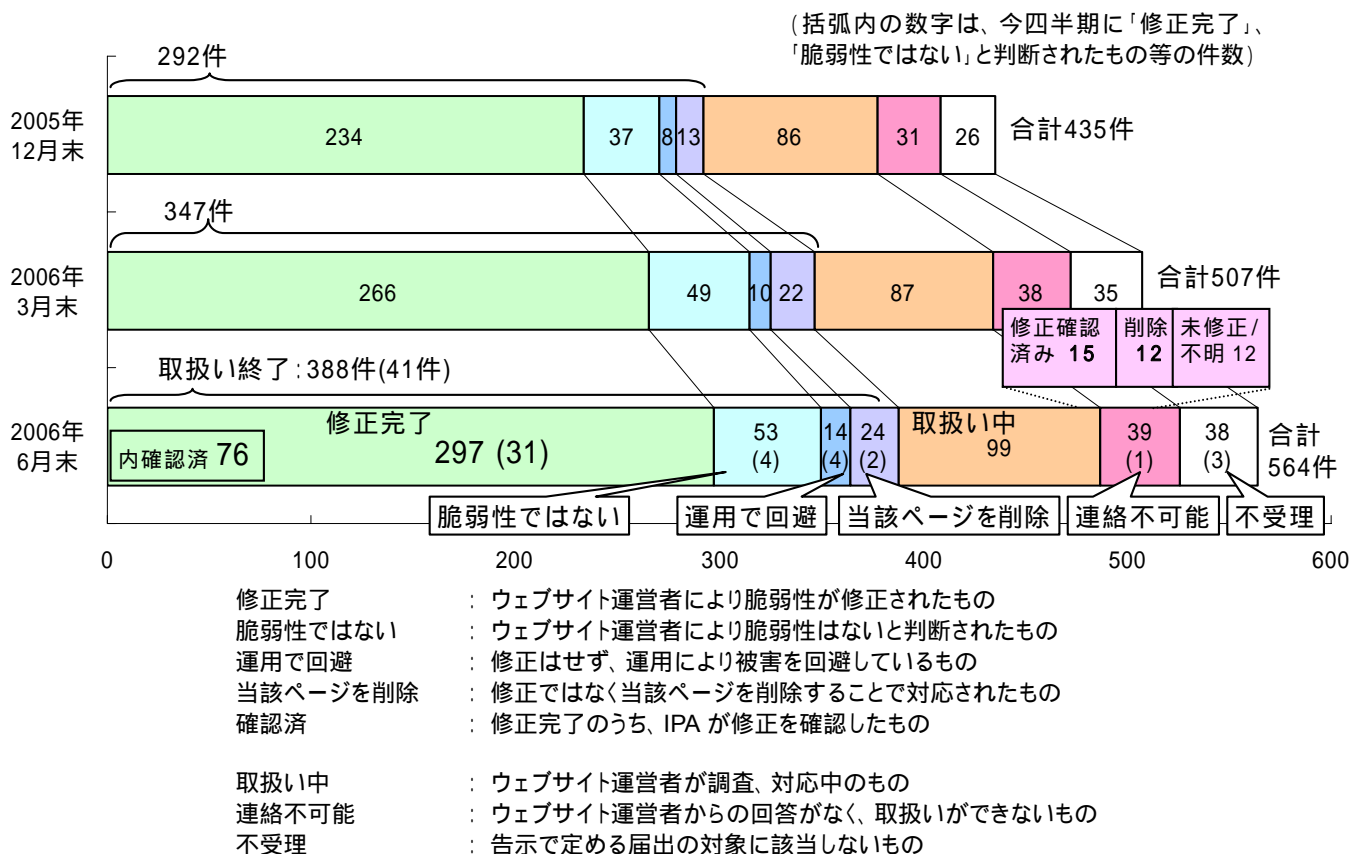 (括弧内の数字は、今四半期に「修正完了」、
「脆弱性ではない」と判断されたもの等の件数)
292件
2005年
12月末
234
37
8
13
86
31
26
合計435件
347件
2006年
3月末
266
49
10
22
87
38
35
合計507件
修正確認
済み 15
削除
12
未修正/
不明 12
取扱い終了:388件(41件)
2006年
6月末
修正完了
内確認済 76
297 (31)
53
(4)
14
(4)
24
(2)
取扱い中
99
39
(1)
38
(3)
合計
564件
脆弱性ではない
運用で回避
当該ページを削除
連絡不可能
不受理
0 100 200 300 400 500 600
修正完了 : ウェブサイト運営者により脆弱性が修正されたもの
脆弱性ではない : ウェブサイト運営者により脆弱性はないと判断されたもの
運用で回避 : 修正はせず、運用により被害を回避しているもの
当該ページを削除 : 修正ではなく当該ページを削除することで対応されたもの
確認済 : 修正完了のうち、IPA が修正を確認したもの
取扱い中 : ウェブサイト運営者が調査、対応中のもの
連絡不可能 : ウェブサイト運営者からの回答がなく、取扱いができないもの
不受理 : 告示で定める届出の対象に該当しないもの